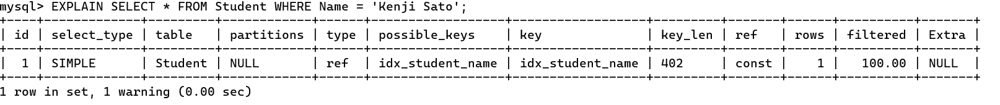 mysql> EXPLAIN SELECT * FROM Student WHERE Name = 'Kenji Sato';
+----+-------------+---------+------------+------+------------------+------------------+---------+-------+------+----------+-------+
| id | select_type | table   | partitions | type | possible_keys    | key              | key_len | ref   | rows | filtered | Extra |
+----+-------------+---------+------------+------+------------------+------------------+---------+-------+------+----------+-------+
|  1 | SIMPLE      | Student | NULL       | ref  | idx_student_name | idx_student_name | 402     | const |    1 |   100.00 | NULL  |
+----+-------------+---------+------------+------+------------------+------------------+---------+-------+------+----------+-------+
1 row in set, 1 warning (0.00 sec)